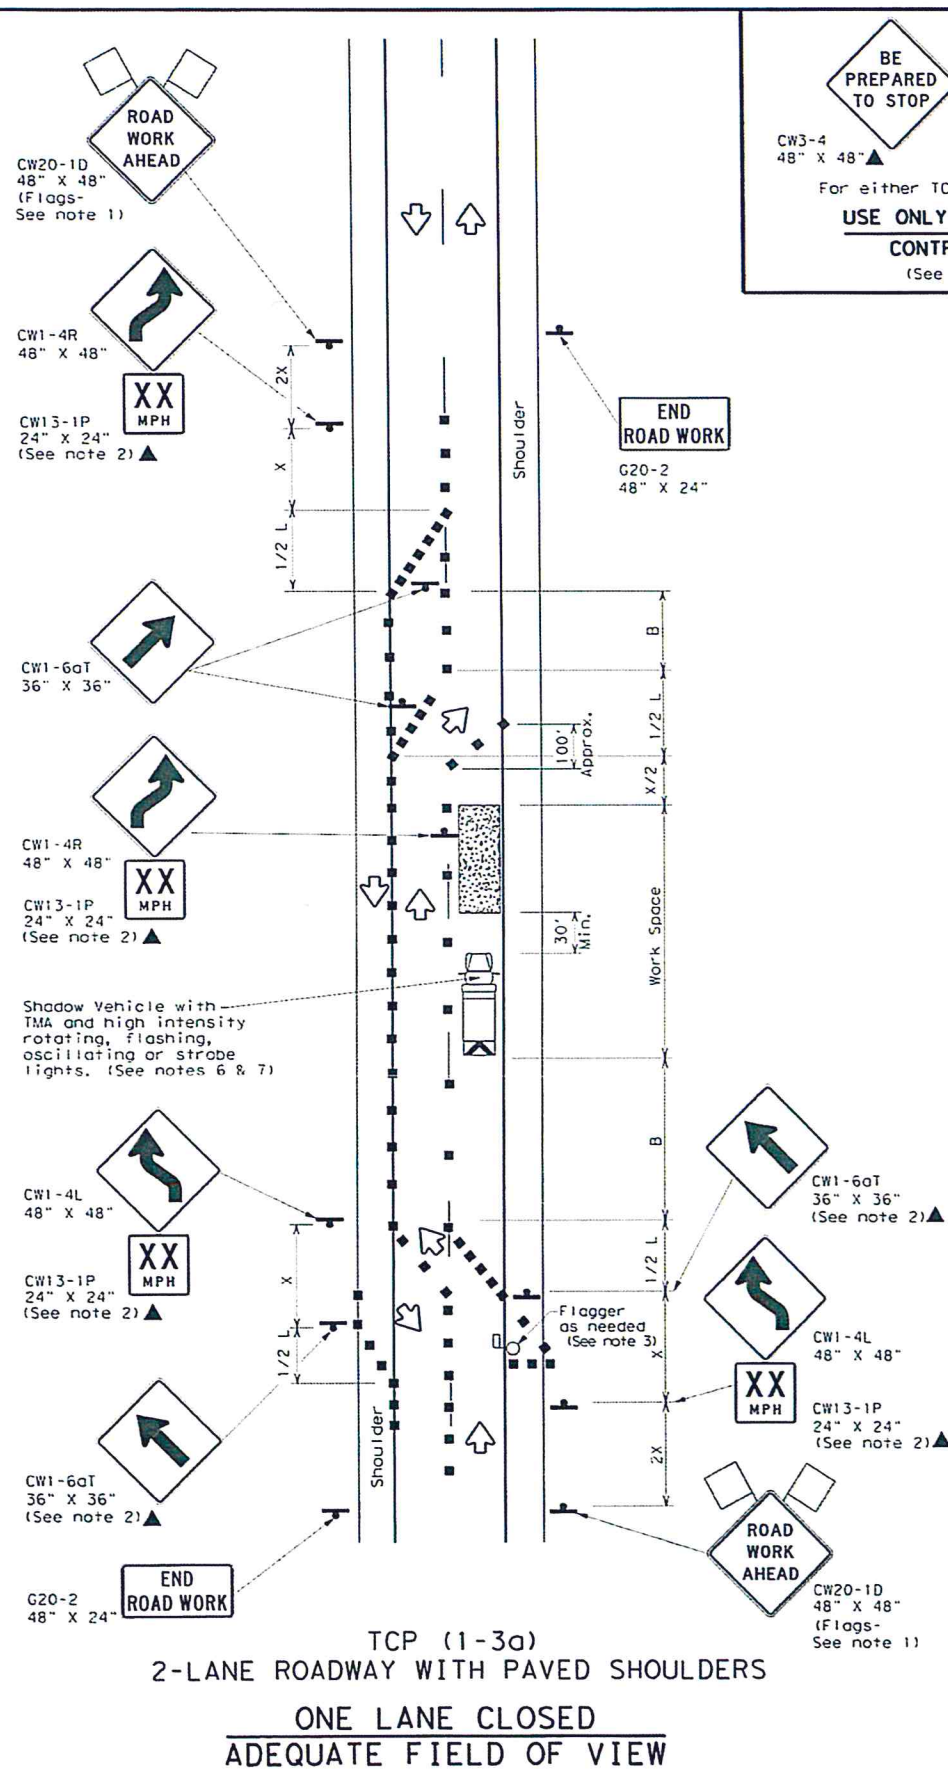 BE
PREPARED
TO STOP
CW3-4
48" X 48"
For either
USE ONLY
(See
ROAD
WORK
AHEAD
CW20-1D
48" X 48"
(Flags-
See note 1)
CW1-4R
48" X 48"
XX
MPH
CW13-1P
24" X 24"
(See note 2)
2X
X
1/2 L
Shoulder
END
ROAD WORK
G20-2
48" X 24"
CW1-6aT
36" X 36"
B
1/2 L
100'
Approx.
X/2
CW1-4R
48" X 48"
XX
MPH
CW13-1P
24" X 24"
(See note 2)
30'
Min.
Work Space
Shadow Vehicle with
TMA and high intensity
rotating, flashing,
oscillating or strobe
lights. (See notes 6 & 7)
B
CW1-6aT
36" X 36"
(See note 2)
CW1-4L
48" X 48"
XX
MPH
CW13-1P
24" X 24"
(See note 2)
X
1/2 L
1/2 L
X
2X
Flagger
as needed
(See note 3)
CW1-4L
48" X 48"
XX
MPH
CW13-1P
24" X 24"
(See note 2)
Shoulder
CW1-6aT
36" X 36"
(See note 2)
END
ROAD WORK
G20-2
48" X 24"
ROAD
WORK
AHEAD
CW20-1D
48" X 48"
(Flags-
See note 1)
TCP (1-3a)
2-LANE ROADWAY WITH PAVED SHOULDERS
ONE LANE CLOSED
ADEQUATE FIELD OF VIEW